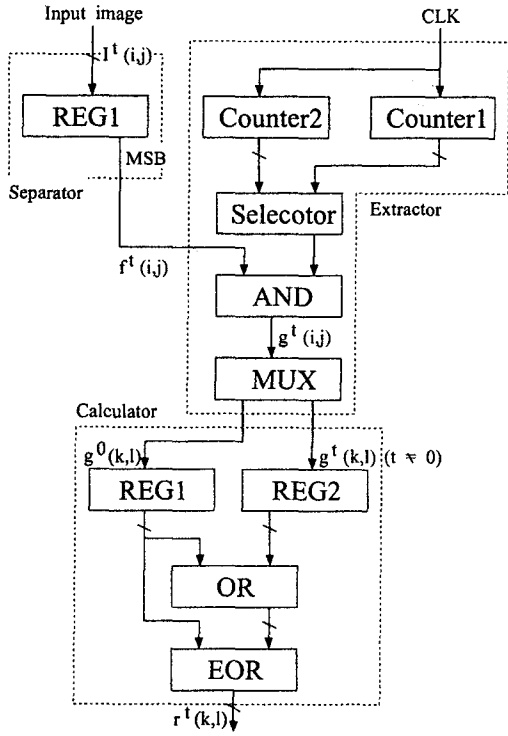 Input image
CLK
I^t (i,j)
REG1
Counter2
Counter1
MSB
Separator
Selecotor
Extractor
f^t (i,j)
AND
g^t (i,j)
MUX
Calculator
g^0(k,l)
g^t (k,l) (t ≠ 0)
REG1
REG2
OR
EOR
r^t (k,l)